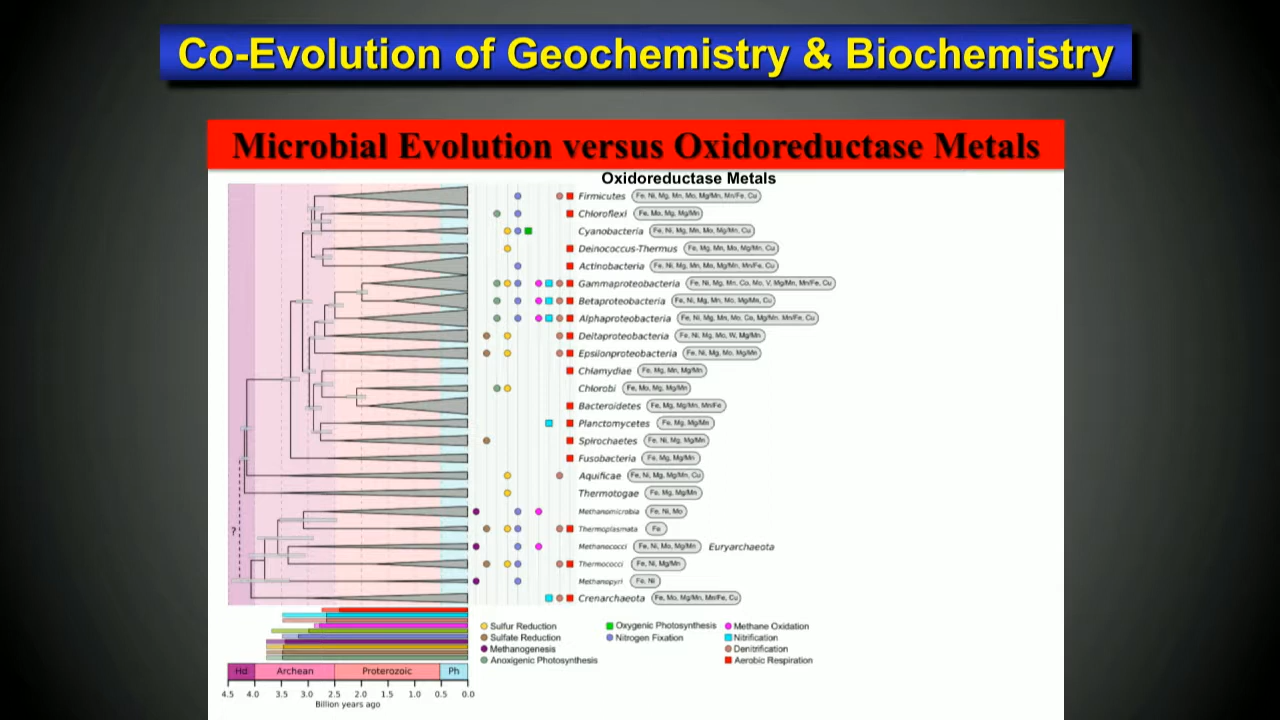 Co-Evolution of Geochemistry & Biochemistry
Microbial Evolution versus Oxidoreductase Metals
Oxidoreductase Metals
Firmicutes Fe, Ni, Mg, Mn, Mo, Mg/Mn, Mn/Fe, Cu
Chloroflexi Fe, Mo, Mg, Mg/Mn
Cyanobacteria Fe, Ni, Mg, Mn, Mo, Mg/Mn, Cu
Deinococcus-Thermus Fe, Mg, Mn, Mo, Mg/Mn, Cu
Actinobacteria Fe, Ni, Mg, Mn, Mo, Mg/Mn, Mn/Fe, Cu
Gammaproteobacteria Fe, Ni, Mg, Mn, Co, Mo, V, Mg/Mn, Mn/Fe, Cu
Betaproteobacteria Fe, Ni, Mg, Mn, Mo, Mg/Mn, Cu
Alphaproteobacteria Fe, Ni, Mg, Mn, Mo, Co, Mg/Mn, Mn/Fe, Cu
Deltaproteobacteria Fe, Ni, Mg, Mo, W, Mg/Mn
Epsilonproteobacteria Fe, Ni, Mg, Mo, Mg/Mn
Chlamydiae Fe, Mg, Mn, Mg/Mn
Chlorobi Fe, Mo, Mg, Mg/Mn
Bacteroidetes Fe, Mg, Mg/Mn, Mn/Fe
Planctomycetes Fe, Mg, Mg/Mn
Spirochaetes Fe, Ni, Mg, Mg/Mn
Fusobacteria Fe, Mg, Mg/Mn
Aquificae Fe, Ni, Mg, Mg/Mn, Cu
Thermotogae Fe, Mg, Mg/Mn
Methanomicrobia Fe, Ni, Mo
? Thermoplasmata Fe
Methanococci Fe, Ni, Mo, Mg/Mn Euryarchaeota
Thermococci Fe, Ni, Mg/Mn
Methanopyri Fe, Ni
Crenarchaeota Fe, Mo, Mg/Mn, Mn/Fe, Cu
Sulfur Reduction Oxygenic Photosynthesis Methane Oxidation
Sulfate Reduction Nitrogen Fixation Nitrification
Methanogenesis Denitrification
Anoxigenic Photosynthesis Aerobic Respiration
Hd Archean Proterozoic Ph
4.5 4.0 3.5 3.0 2.5 2.0 1.5 1.0 0.5 0.0
Billion years ago